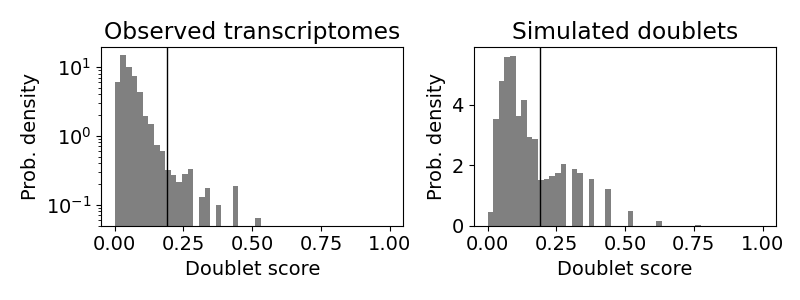 Observed transcriptomes
Prob. density
10¹
10⁰
10⁻¹
0.00 0.25 0.50 0.75 1.00
Doublet score
Simulated doublets
Prob. density
4
2
0
0.00 0.25 0.50 0.75 1.00
Doublet score